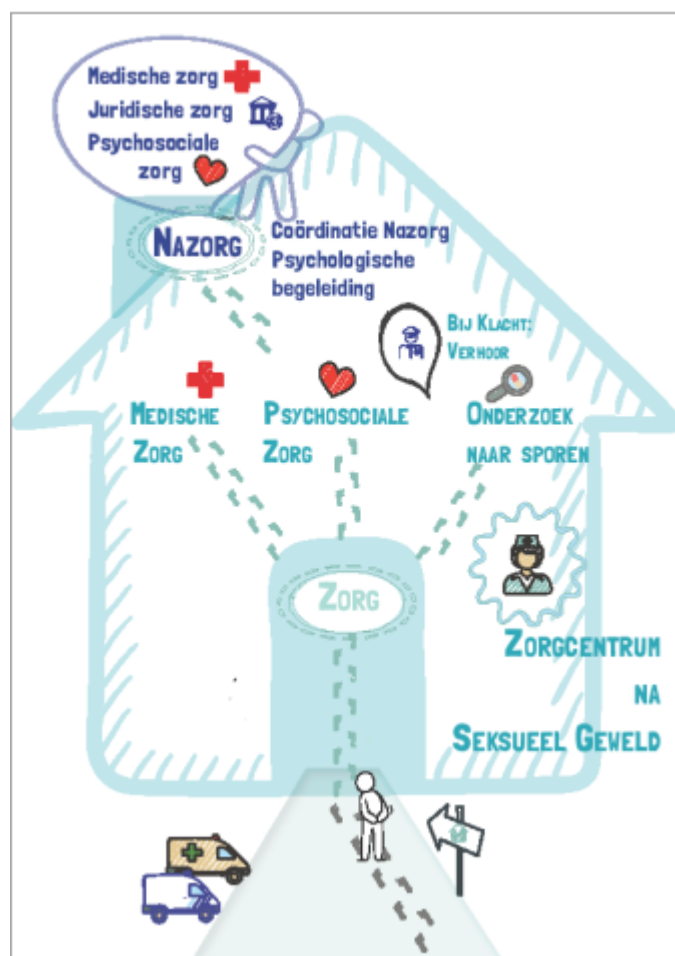 Medische zorg
Juridische zorg
Psychosociale
zorg
Nazorg
Coördinatie Nazorg
Psychologische
begeleiding
Bij Klacht:
Verhoor
Medische
Zorg
Psychosociale
Zorg
Onderzoek
naar sporen
Zorg
Zorgcentrum
na
Seksueel Geweld